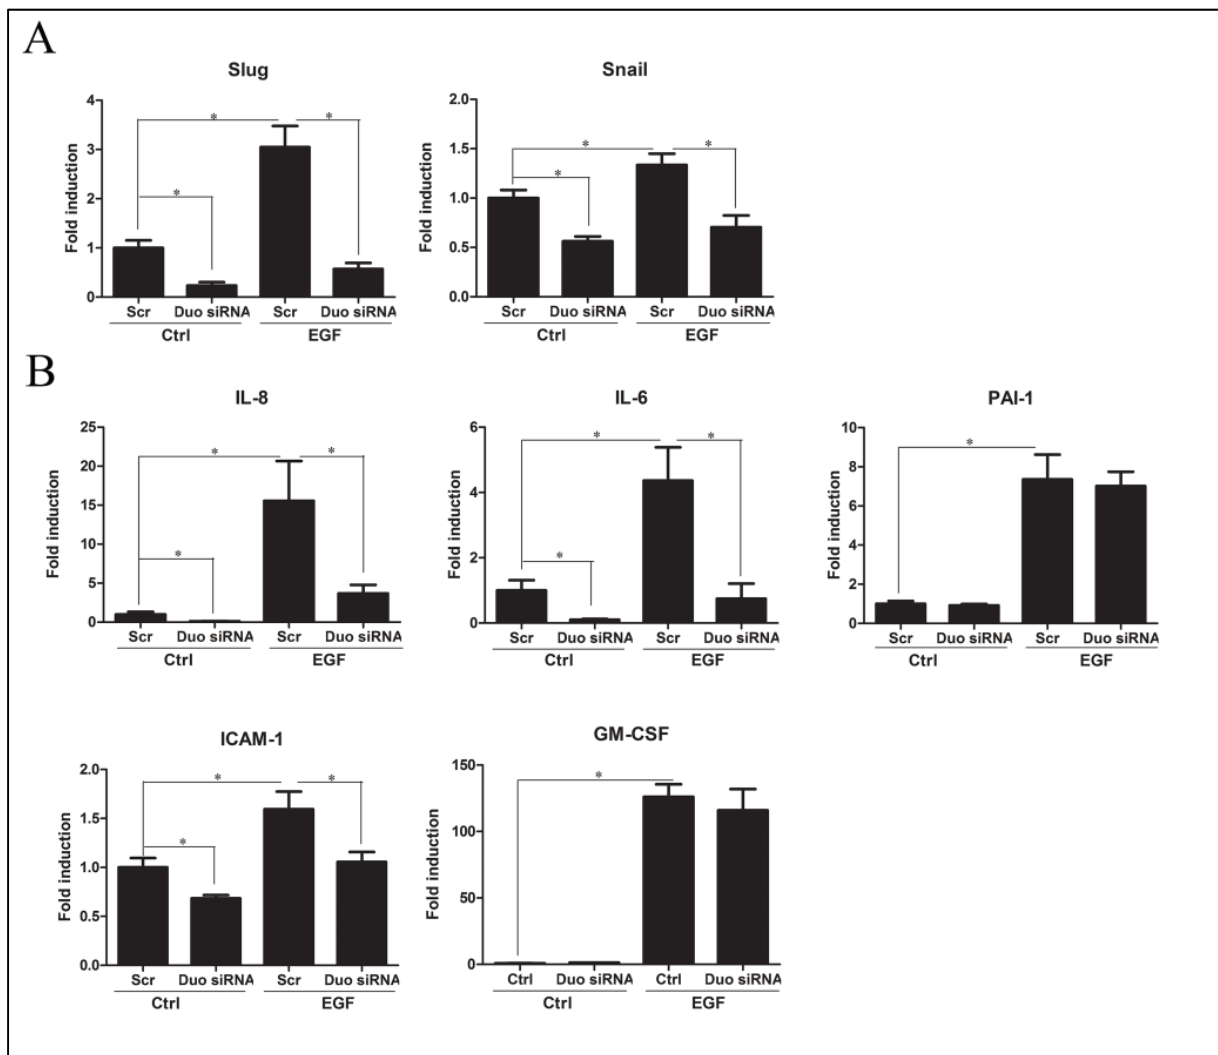 A
Slug
Fold induction
4
3
2
1
0
*
*
*
Scr Duo siRNA Scr Duo siRNA
Ctrl EGF
Snail
Fold induction
2.0
1.5
1.0
0.5
0.0
*
*
*
Scr Duo siRNA Scr Duo siRNA
Ctrl EGF
B
IL-8
Fold induction
25
20
15
10
5
0
*
*
*
Scr Duo siRNA Scr Duo siRNA
Ctrl EGF
IL-6
Fold induction
6
4
2
0
*
*
*
Scr Duo siRNA Scr Duo siRNA
Ctrl EGF
PAI-1
Fold induction
10
8
6
4
2
0
*
Scr Duo siRNA Scr Duo siRNA
Ctrl EGF
ICAM-1
Fold induction
2.0
1.5
1.0
0.5
0.0
*
*
*
Scr Duo siRNA Scr Duo siRNA
Ctrl EGF
GM-CSF
Fold induction
150
100
50
0
*
Ctrl Duo siRNA Ctrl Duo siRNA
Ctrl EGF